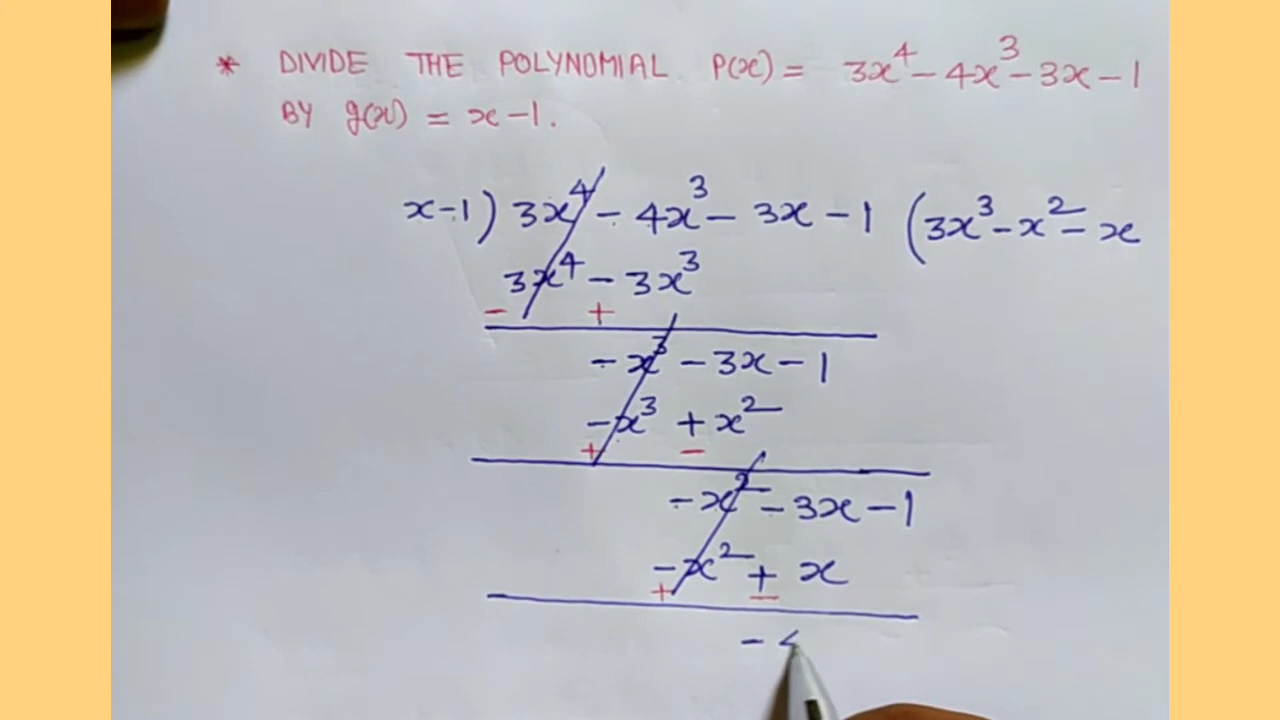 * DIVIDE THE POLYNOMIAL P(x) = 3x⁴ - 4x³ - 3x - 1
BY g(x) = x - 1.
x-1) 3x⁴ - 4x³ - 3x - 1 (3x³ - x² - x
3x⁴ - 3x³
- +
-x³ - 3x - 1
-x³ + x²
+ -
-x² - 3x - 1
-x² + x
+ -
-